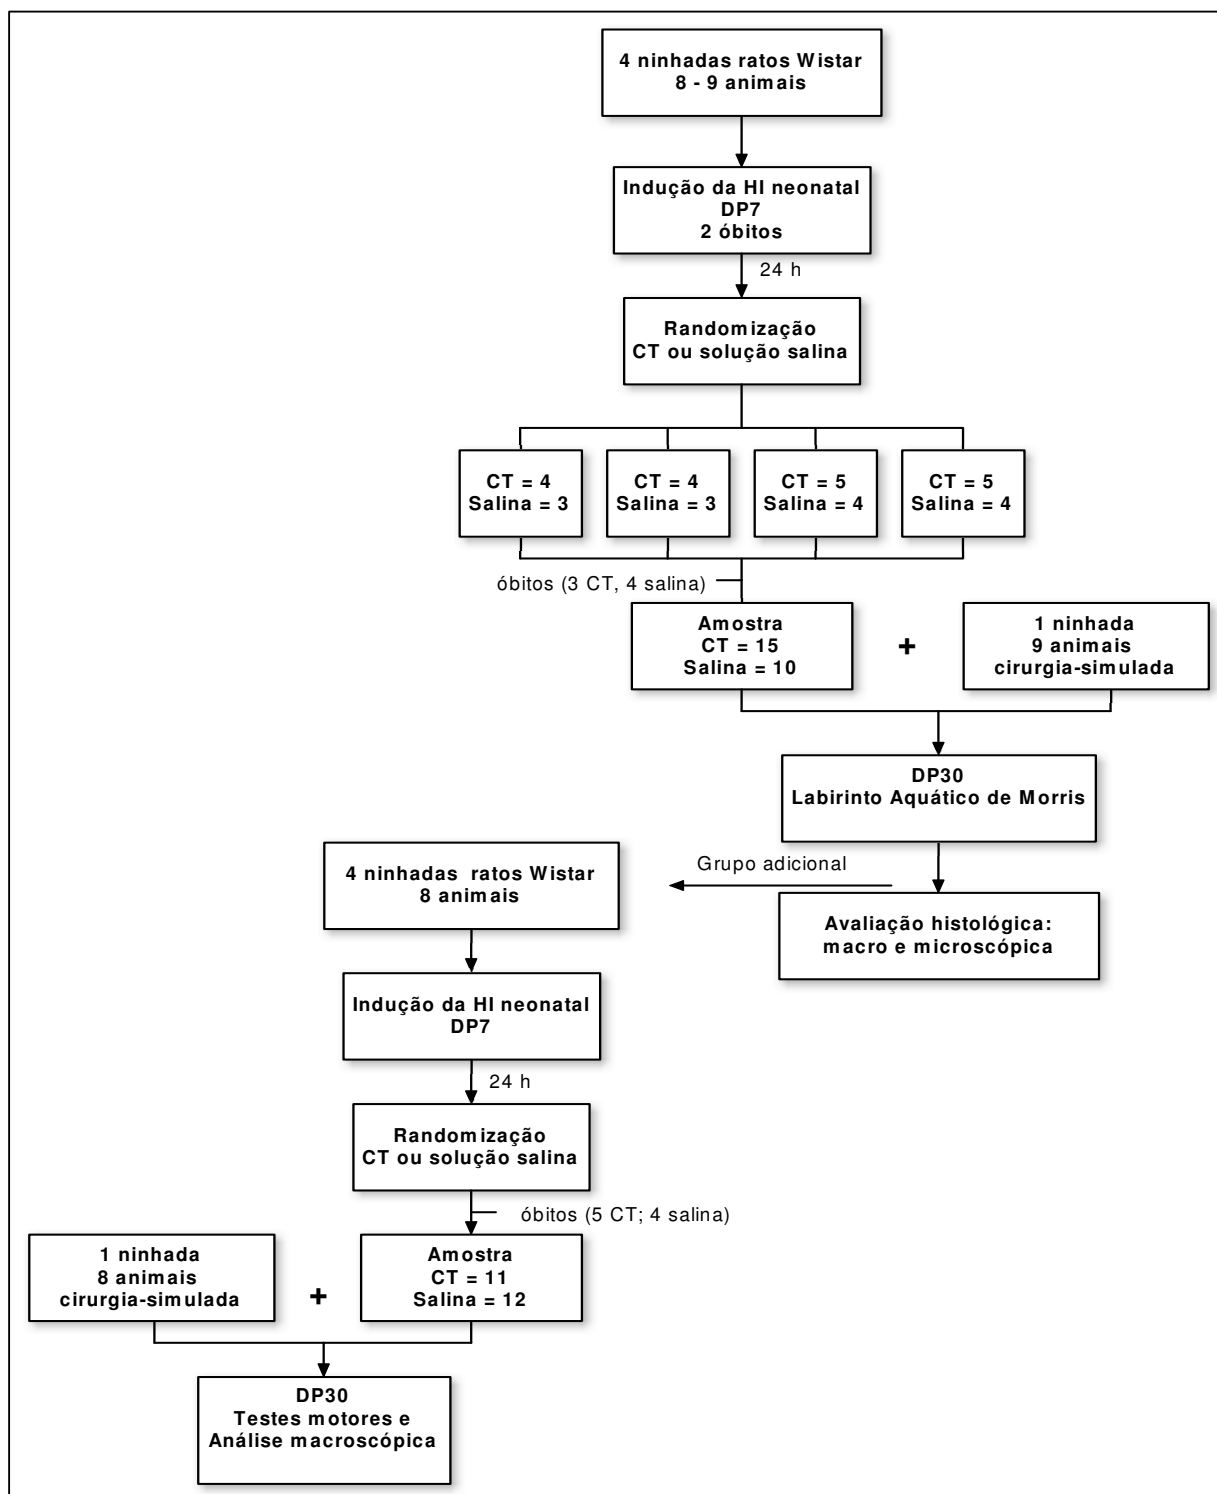 4 ninhadas ratos Wistar
8 - 9 animais
Indução da HI neonatal
DP7
2 óbitos
24 h
Randomização
CT ou solução salina
CT = 4
Salina = 3
CT = 4
Salina = 3
CT = 5
Salina = 4
CT = 5
Salina = 4
óbitos (3 CT, 4 salina)
Amostra
CT = 15
Salina = 10
+
1 ninhada
9 animais
cirurgia-simulada
DP30
Labirinto Aquático de Morris
Grupo adicional
Avaliação histológica:
macro e microscópica
4 ninhadas ratos Wistar
8 animais
Indução da HI neonatal
DP7
24 h
Randomização
CT ou solução salina
óbitos (5 CT; 4 salina)
1 ninhada
8 animais
cirurgia-simulada
+
Amostra
CT = 11
Salina = 12
DP30
Testes motores e
Análise macroscópica